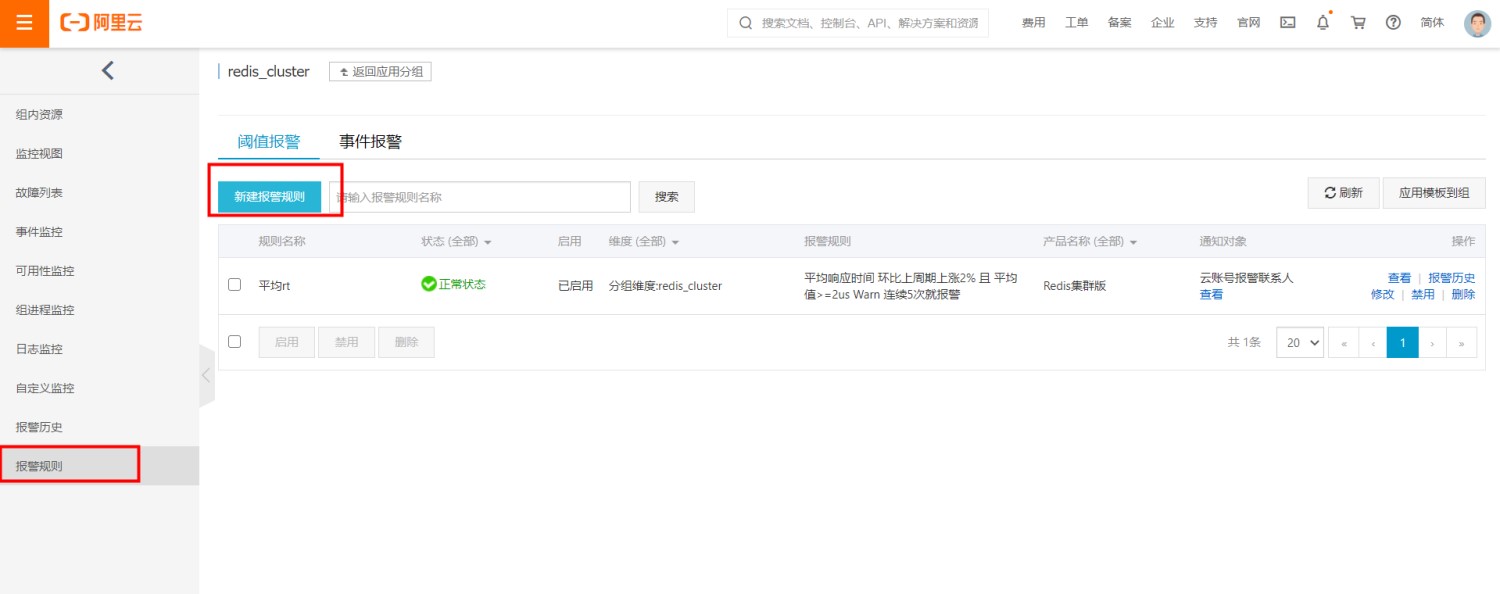 阿里云
搜索文档、控制台、API、解决方案和资源
费用 工单 备案 企业 支持 官网 简体
redis_cluster 返回应用分组
组内资源
监控视图
故障列表
事件监控
可用性监控
组进程监控
日志监控
自定义监控
报警历史
报警规则
阈值报警 事件报警
新建报警规则 请输入报警规则名称 搜索 刷新 应用模板到组
规则名称 状态 (全部) 启用 维度 (全部) 报警规则 产品名称 (全部) 通知对象 操作
平均rt 正常状态 已启用 分组维度:redis_cluster 平均响应时间 环比上周期上涨2% 且 平均 Redis集群版 云账号报警联系人 查看 | 报警历史
值>=2us Warn 连续5次就报警 查看 修改 | 禁用 | 删除
启用 禁用 删除 共 1条 20 « ‹ 1 › »